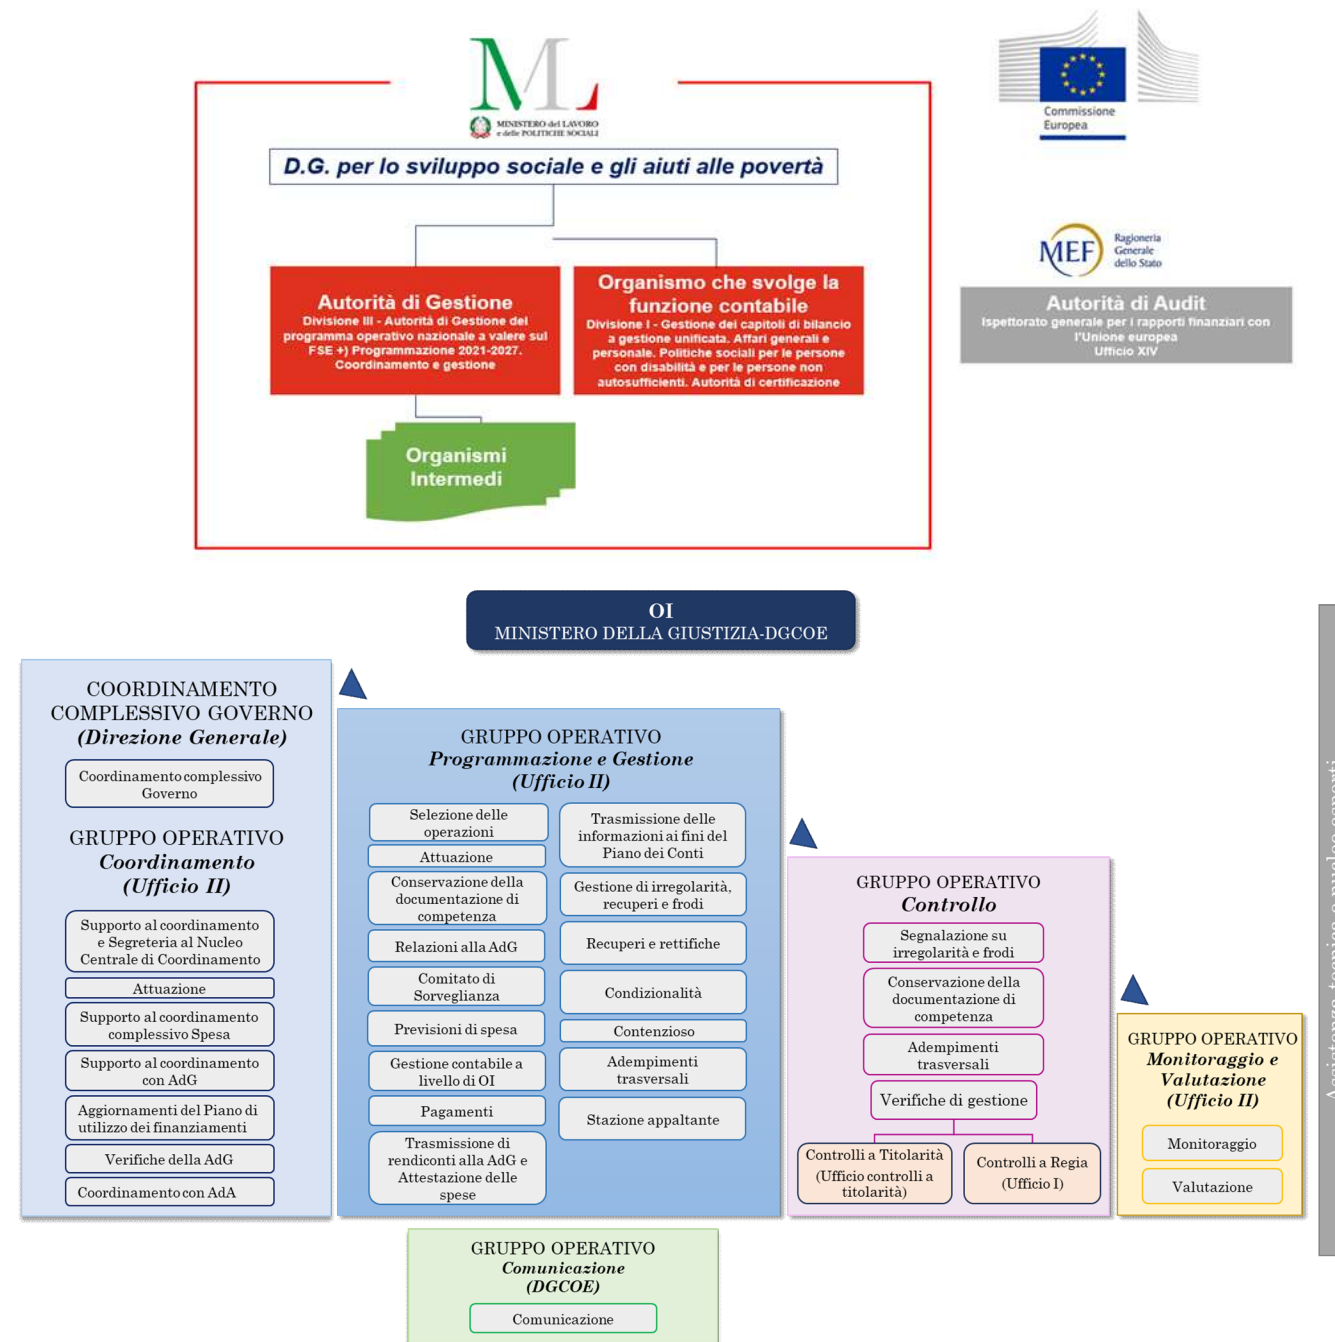 MINISTERO del LAVORO
e delle POLITICHE SOCIALI
Commissione
Europea
D.G. per lo sviluppo sociale e gli aiuti alle povertà
MEF
Ragioneria
Generale
dello Stato
Autorità di Gestione
Divisione III - Autorità di Gestione del
programma operativo nazionale a valere sul
FSE +) Programmazione 2021-2027.
Coordinamento e gestione
Organismo che svolge la
funzione contabile
Divisione I - Gestione dei capitoli di bilancio
a gestione unificata. Affari generali e
personale. Politiche sociali per le persone
con disabilità e per le persone non
autosufficienti. Autorità di certificazione
Autorità di Audit
Ispettorato generale per i rapporti finanziari con
l'Unione europea
Ufficio XIV
Organismi
Intermedi
OI
MINISTERO DELLA GIUSTIZIA-DGCOE
COORDINAMENTO
COMPLESSIVO GOVERNO
(Direzione Generale)
Coordinamento complessivo
Governo
GRUPPO OPERATIVO
Coordinamento
(Ufficio II)
Supporto al coordinamento
e Segreteria al Nucleo
Centrale di Coordinamento
Attuazione
Supporto al coordinamento
complessivo Spesa
Supporto al coordinamento
con AdG
Aggiornamenti del Piano di
utilizzo dei finanziamenti
Verifiche della AdG
Coordinamento con AdA
GRUPPO OPERATIVO
Programmazione e Gestione
(Ufficio II)
Selezione delle
operazioni
Attuazione
Conservazione della
documentazione di
competenza
Relazioni alla AdG
Comitato di
Sorveglianza
Previsioni di spesa
Gestione contabile a
livello di OI
Pagamenti
Trasmissione di
rendiconti alla AdG e
Attestazione delle
spese
Trasmissione delle
informazioni ai fini del
Piano dei Conti
Gestione di irregolarità,
recuperi e frodi
Recuperi e rettifiche
Condizionalità
Contenzioso
Adempimenti
trasversali
Stazione appaltante
GRUPPO OPERATIVO
Controllo
Segnalazione su
irregolarità e frodi
Conservazione della
documentazione di
competenza
Adempimenti
trasversali
Verifiche di gestione
Controlli a Titolarità
(Ufficio controlli a
titolarità)
Controlli a Regia
(Ufficio I)
GRUPPO OPERATIVO
Monitoraggio e
Valutazione
(Ufficio II)
Monitoraggio
Valutazione
GRUPPO OPERATIVO
Comunicazione
(DGCOE)
Comunicazione